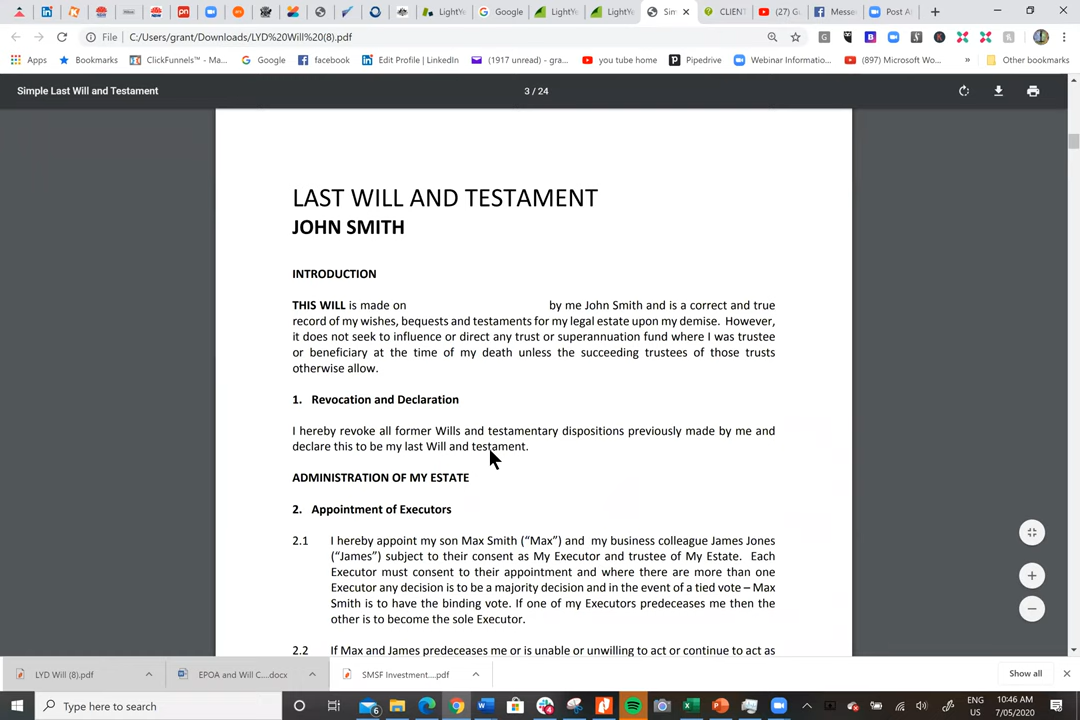 LightYe
Google
LightYe
LightYe
Sim
CLIENT
(27) G
Messe
Post A
File
C:/Users/grant/Downloads/LYD%20Will%20(8).pdf
Apps
Bookmarks
ClickFunnels™ - Ma...
Google
facebook
Edit Profile | LinkedIn
(1917 unread) - gra...
you tube home
Pipedrive
Webinar Informatio...
(897) Microsoft Wo...
»
Other bookmarks
Simple Last Will and Testament
3 / 24
LAST WILL AND TESTAMENT
JOHN SMITH
INTRODUCTION
THIS WILL is made on by me John Smith and is a correct and true
record of my wishes, bequests and testaments for my legal estate upon my demise. However,
it does not seek to influence or direct any trust or superannuation fund where I was trustee
or beneficiary at the time of my death unless the succeeding trustees of those trusts
otherwise allow.
1. Revocation and Declaration
I hereby revoke all former Wills and testamentary dispositions previously made by me and
declare this to be my last Will and testament.
ADMINISTRATION OF MY ESTATE
2. Appointment of Executors
2.1 I hereby appoint my son Max Smith (“Max”) and my business colleague James Jones
(“James”) subject to their consent as My Executor and trustee of My Estate. Each
Executor must consent to their appointment and where there are more than one
Executor any decision is to be a majority decision and in the event of a tied vote – Max
Smith is to have the binding vote. If one of my Executors predeceases me then the
other is to become the sole Executor.
2.2 If Max and James predeceases me or is unable or unwilling to act or continue to act as
LYD Will (8).pdf
EPOA and Will C....docx
SMSF Investment....pdf
Show all
Type here to search
ENG
US
10:46 AM
7/05/2020